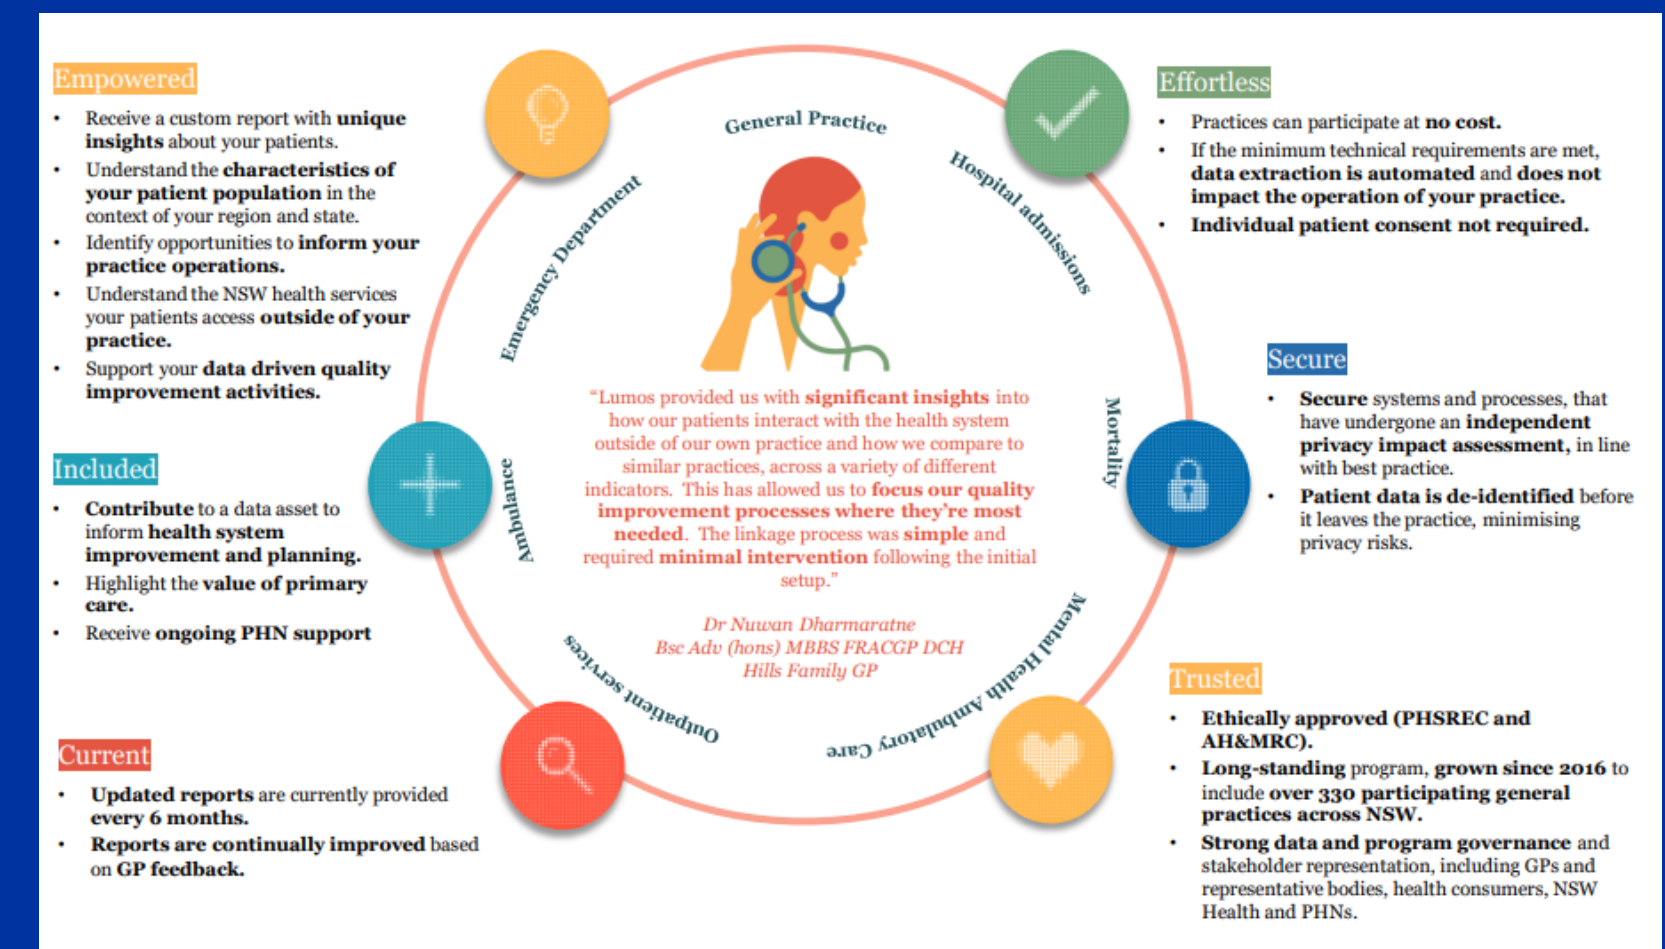 Empowered
• Receive a custom report with unique
insights about your patients.
• Understand the characteristics of
your patient population in the
context of your region and state.
• Identify opportunities to inform your
practice operations.
• Understand the NSW health services
your patients access outside of your
practice.
• Support your data driven quality
improvement activities.
Included
• Contribute to a data asset to
inform health system
improvement and planning.
• Highlight the value of primary
care.
• Receive ongoing PHN support
Current
• Updated reports are currently provided
every 6 months.
• Reports are continually improved based
on GP feedback.
General Practice
Hospital admissions
Mortality
Mental Health Ambulatory Care
Outpatient services
Ambulance
Emergency Department
“Lumos provided us with significant insights into
how our patients interact with the health system
outside of our own practice and how we compare to
similar practices, across a variety of different
indicators. This has allowed us to focus our quality
improvement processes where they’re most
needed. The linkage process was simple and
required minimal intervention following the initial
setup.”
Dr Nuwan Dharmaratne
Bsc Adv (hons) MBBS FRACGP DCH
Hills Family GP
Effortless
• Practices can participate at no cost.
• If the minimum technical requirements are met,
data extraction is automated and does not
impact the operation of your practice.
• Individual patient consent not required.
Secure
• Secure systems and processes, that
have undergone an independent
privacy impact assessment, in line
with best practice.
• Patient data is de-identified before
it leaves the practice, minimising
privacy risks.
Trusted
• Ethically approved (PHSREC and
AH&MRC).
• Long-standing program, grown since 2016 to
include over 330 participating general
practices across NSW.
• Strong data and program governance and
stakeholder representation, including GPs and
representative bodies, health consumers, NSW
Health and PHNs.